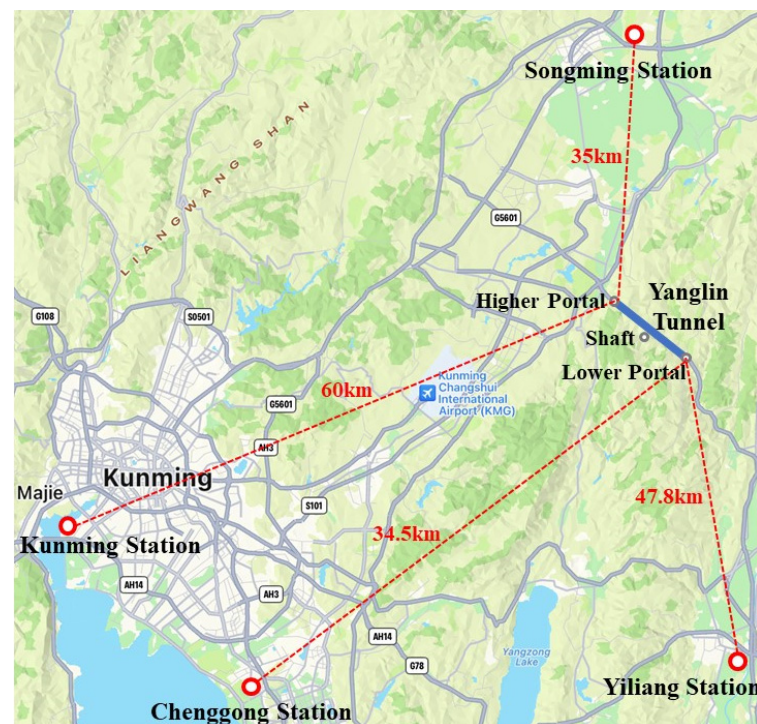 Songming Station
35km
LIANGWANG SHAN
G5601
Higher Portal
Yanglin
Tunnel
G108
S0501
Shaft
Lower Portal
60km
Kunming
Changshui
International
Airport (KMG)
G5601
AH3
Kunming
Majie
S101
34.5km
47.8km
Kunming Station
AH14
AH3
AH14
G78
Yangzong
Lake
Yiliang Station
Chenggong Station